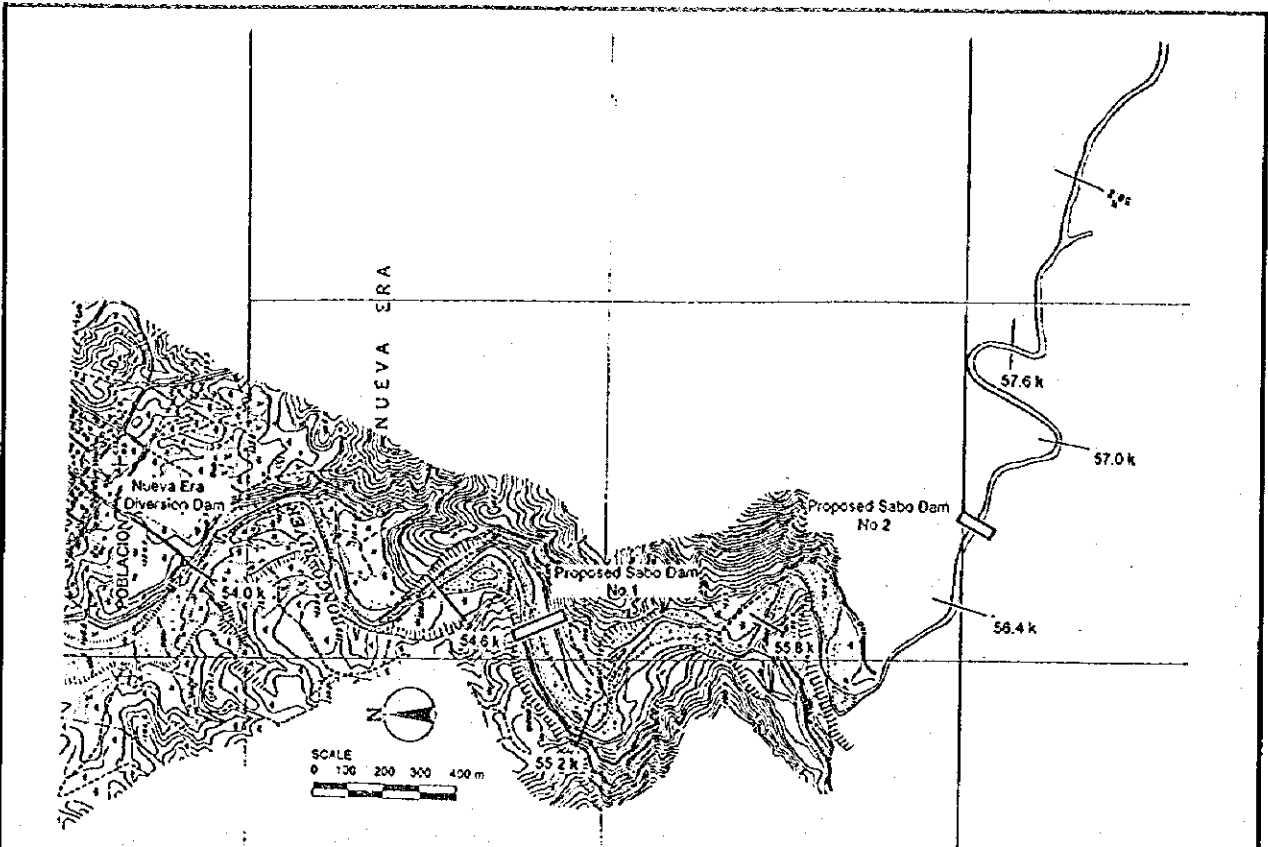 NUEVA ERA
57.6 k
57.0 k
Nueva Era
Diversion Dam
POBLACION
Proposed Sabo Dam
No 2
54.0 k
Proposed Sabo Dam
No.1
54.6 k
55.8 k
56.4 k
N
55.2 k
SCALE
0 100 200 300 400 m